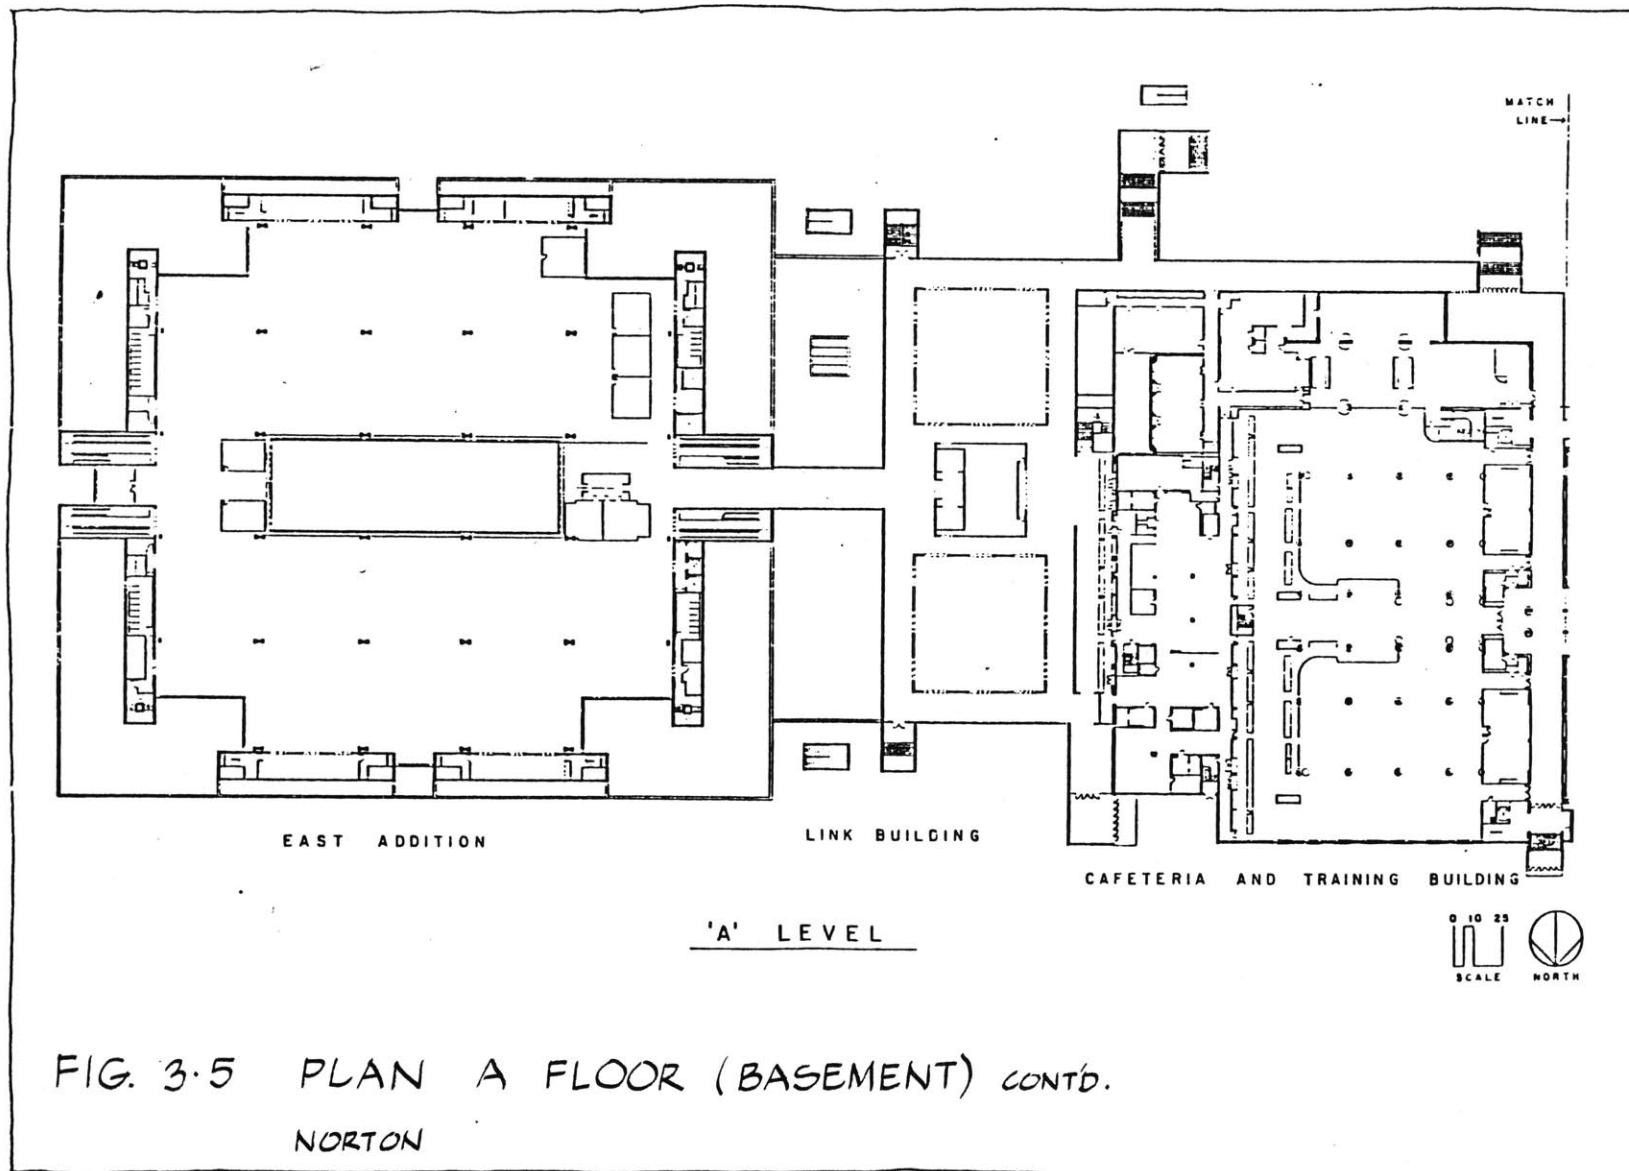 MATCH
LINE→
EAST ADDITION
LINK BUILDING
CAFETERIA AND TRAINING BUILDING
'A' LEVEL
0 10 25
SCALE
NORTH
FIG. 3.5 PLAN A FLOOR (BASEMENT) CONT'D.
NORTON